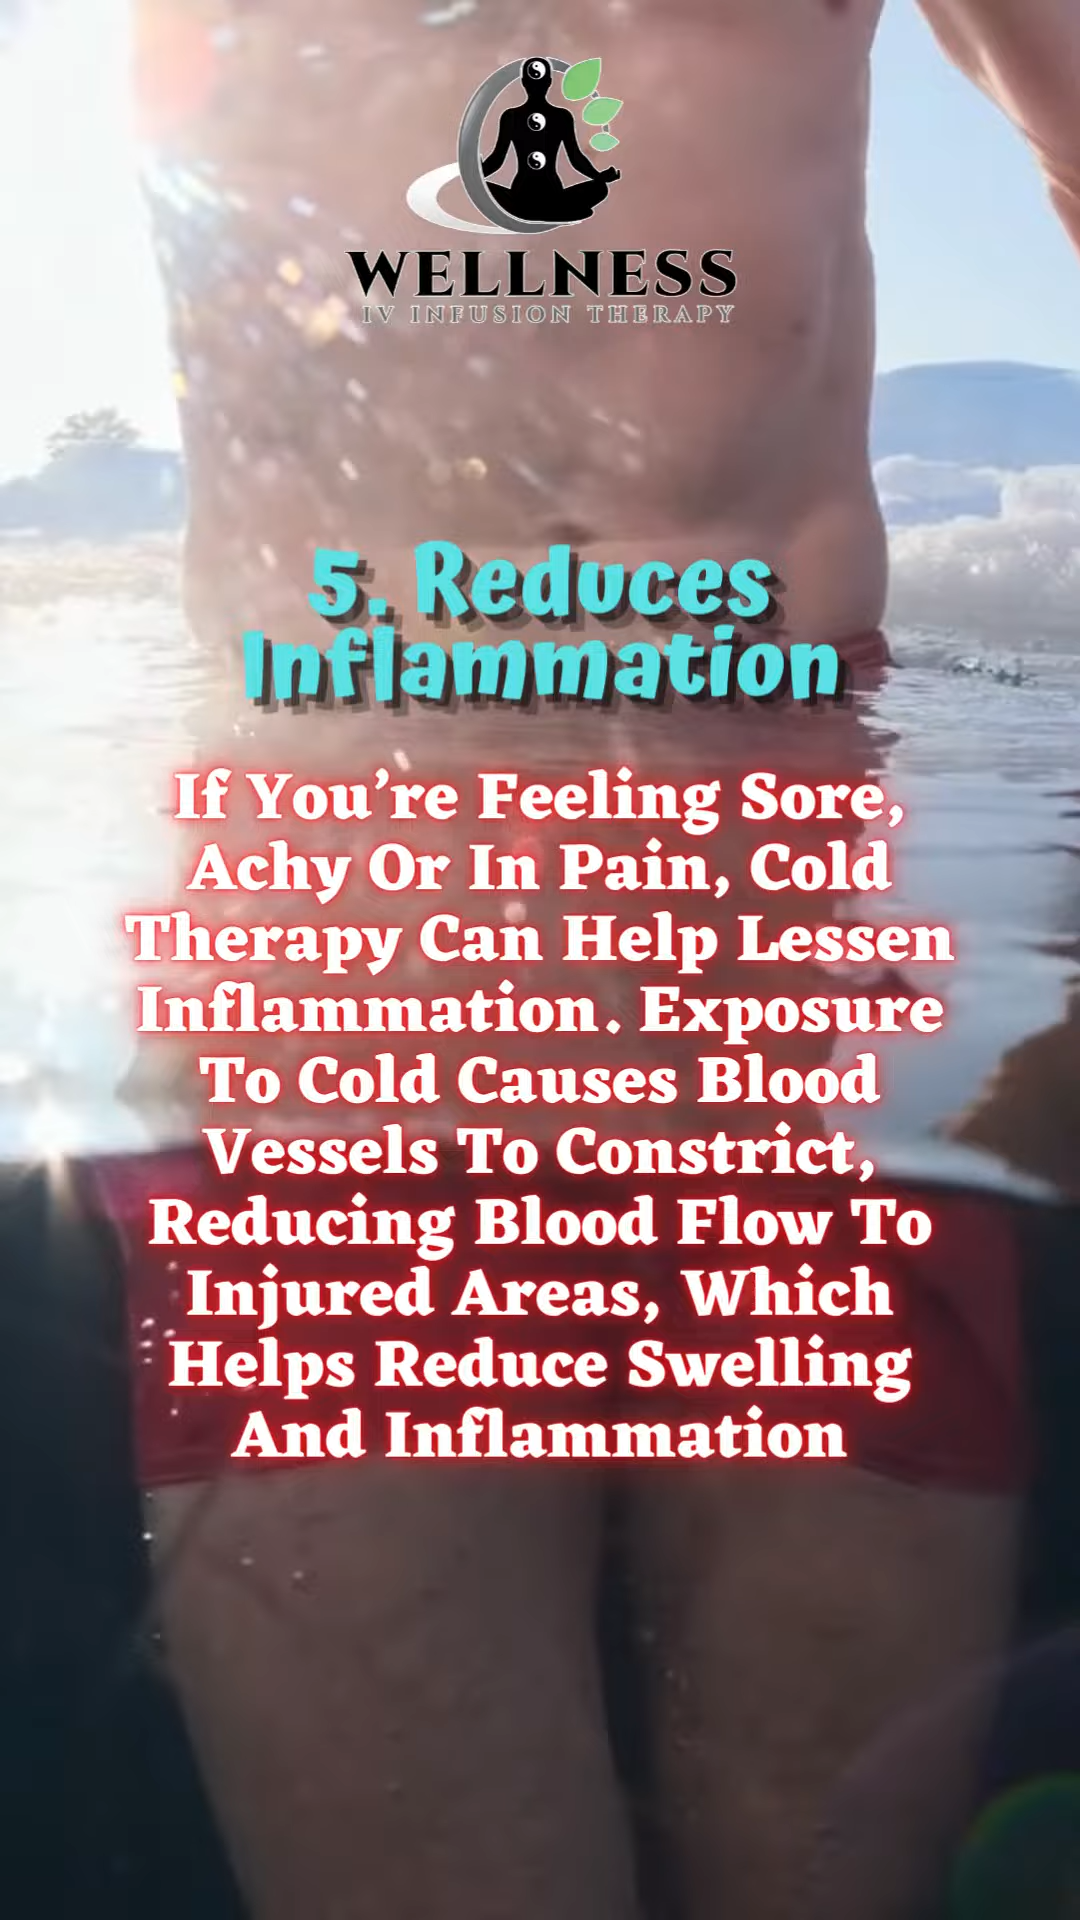 WELLNESS
IV INFUSION THERAPY
5. Reduces
Inflammation
If You’re Feeling Sore,
Achy Or In Pain, Cold
Therapy Can Help Lessen
Inflammation. Exposure
To Cold Causes Blood
Vessels To Constrict,
Reducing Blood Flow To
Injured Areas, Which
Helps Reduce Swelling
And Inflammation